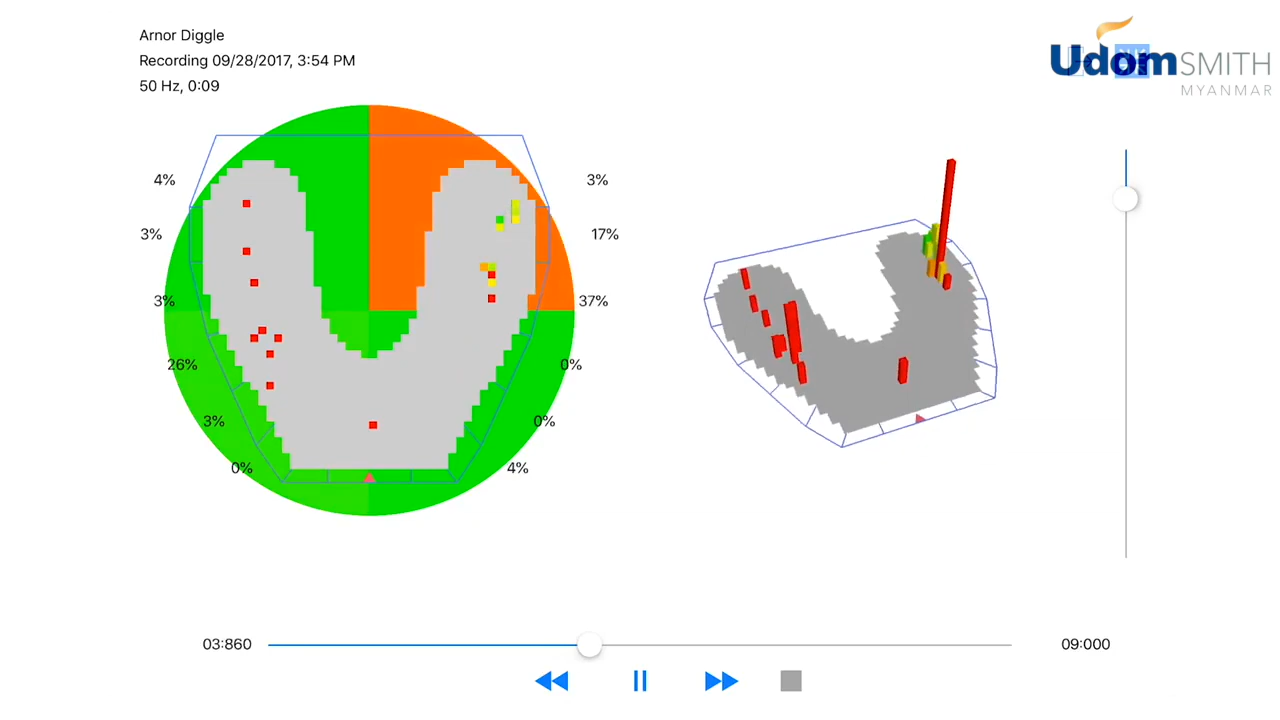 Arnor Diggle
Recording 09/28/2017, 3:54 PM
50 Hz, 0:09
UdomSMITH
MYANMAR
4%
3%
3%
17%
3%
37%
26%
0%
3%
0%
0%
4%
03:860
09:000